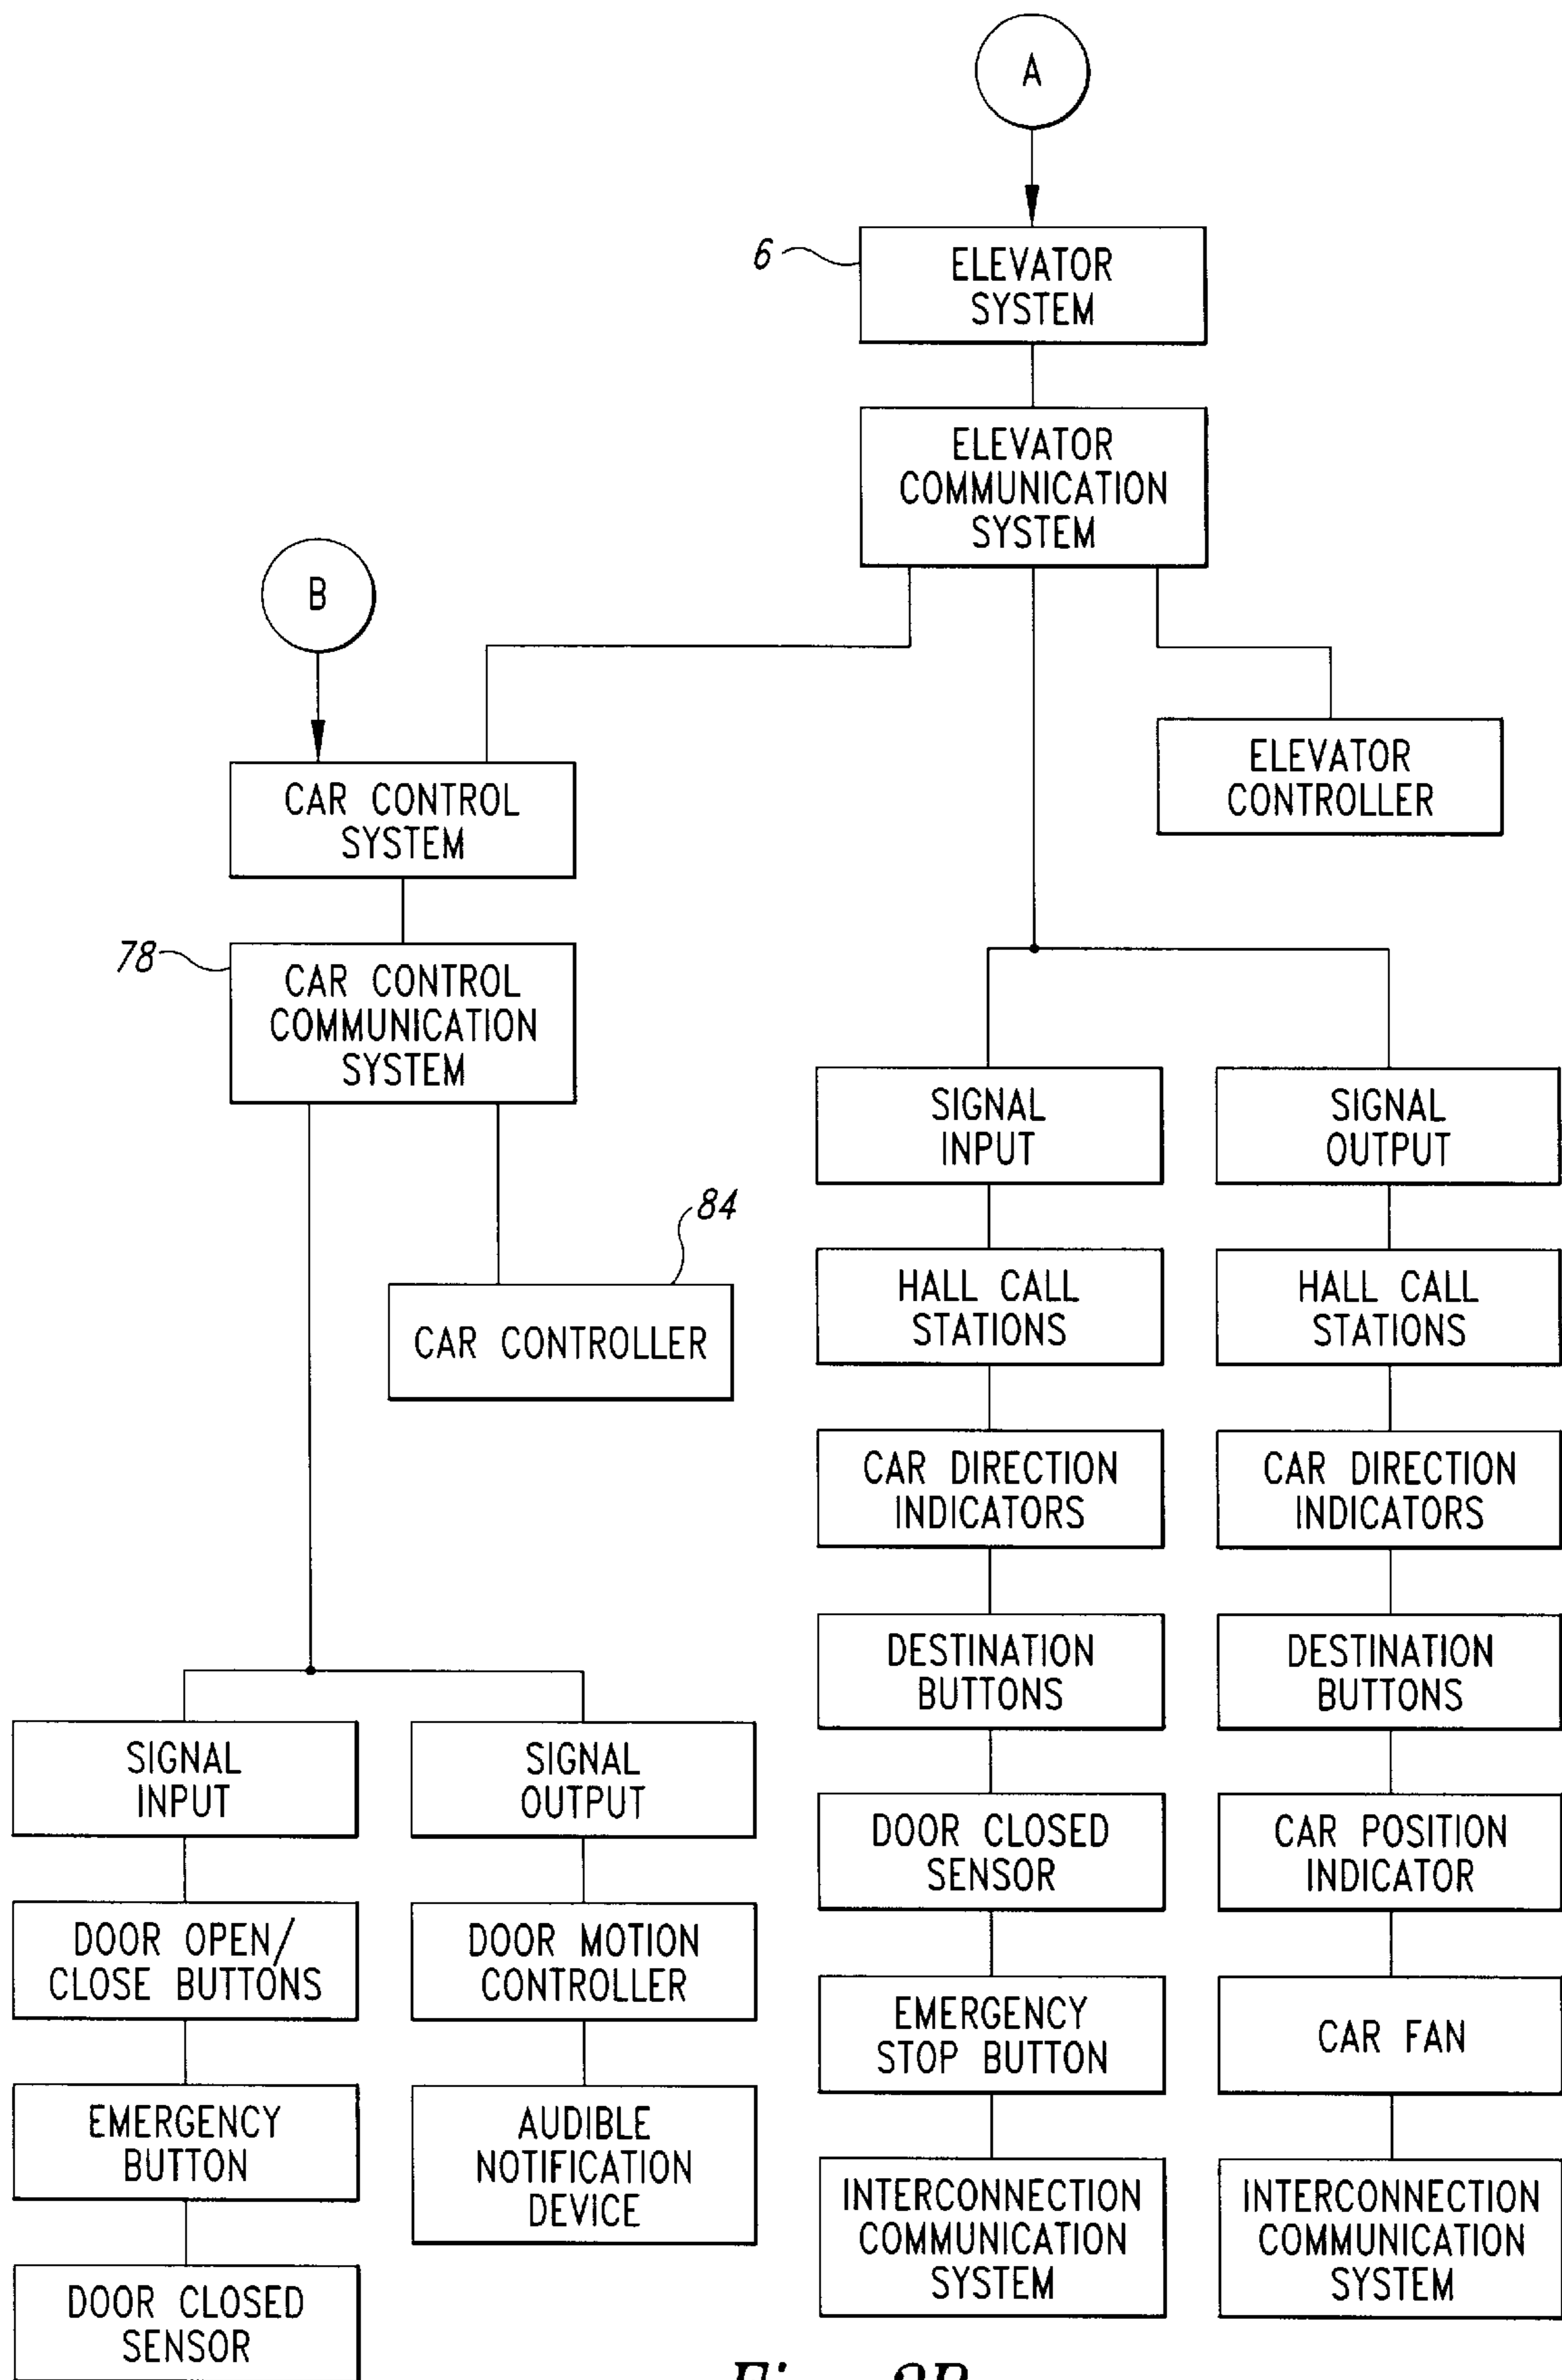 A
6
ELEVATOR
SYSTEM
ELEVATOR
COMMUNICATION
SYSTEM
B
ELEVATOR
CONTROLLER
CAR CONTROL
SYSTEM
78
CAR CONTROL
COMMUNICATION
SYSTEM
84
CAR CONTROLLER
SIGNAL
INPUT
HALL CALL
STATIONS
CAR DIRECTION
INDICATORS
DESTINATION
BUTTONS
DOOR CLOSED
SENSOR
EMERGENCY
STOP BUTTON
INTERCONNECTION
COMMUNICATION
SYSTEM
SIGNAL
OUTPUT
HALL CALL
STATIONS
CAR DIRECTION
INDICATORS
DESTINATION
BUTTONS
CAR POSITION
INDICATOR
CAR FAN
INTERCONNECTION
COMMUNICATION
SYSTEM
SIGNAL
INPUT
DOOR OPEN/
CLOSE BUTTONS
EMERGENCY
BUTTON
DOOR CLOSED
SENSOR
SIGNAL
OUTPUT
DOOR MOTION
CONTROLLER
AUDIBLE
NOTIFICATION
DEVICE